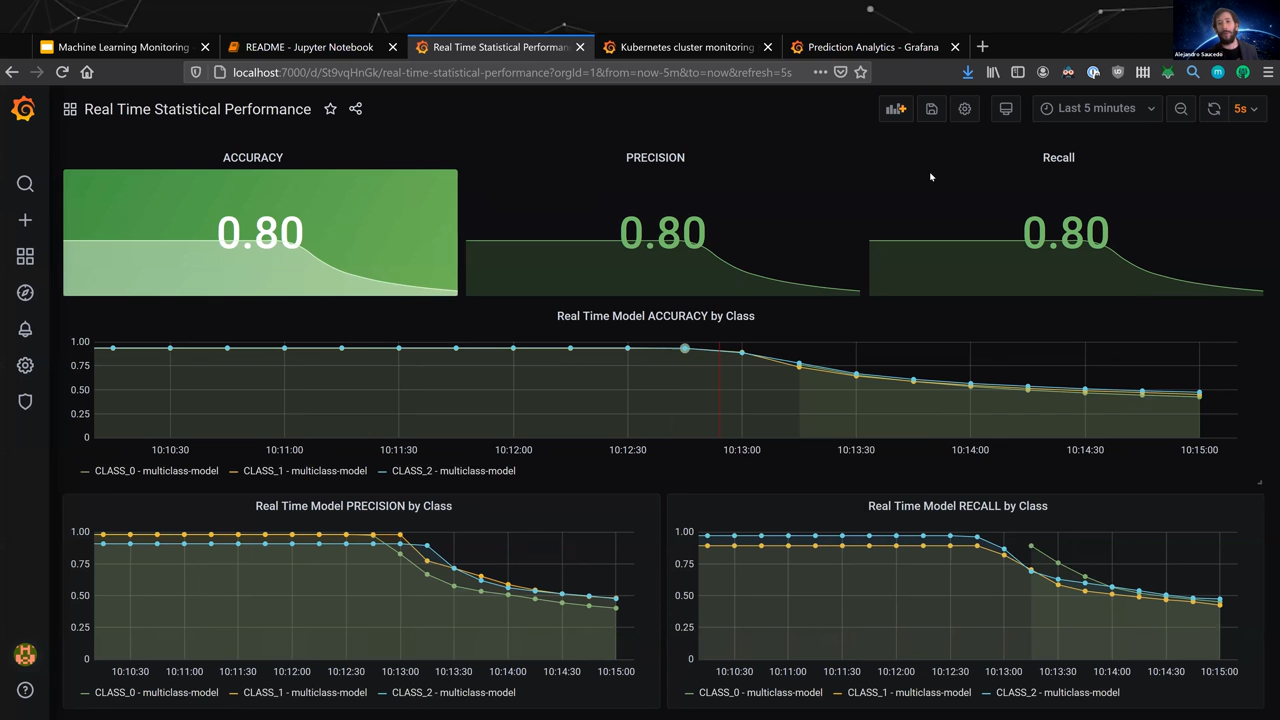 Machine Learning Monitoring
README - Jupyter Notebook
Real Time Statistical Performan
Kubernetes cluster monitoring
Prediction Analytics - Grafana
Alejandro Saucedo
localhost:7000/d/St9vqHnGk/real-time-statistical-performance?orgId=1&from=now-5m&to=now&refresh=5s
Real Time Statistical Performance
Last 5 minutes
5s
ACCURACY
PRECISION
Recall
0.80
0.80
0.80
Real Time Model ACCURACY by Class
1.00
0.75
0.50
0.25
0
10:10:30 10:11:00 10:11:30 10:12:00 10:12:30 10:13:00 10:13:30 10:14:00 10:14:30 10:15:00
CLASS_0 - multiclass-model CLASS_1 - multiclass-model CLASS_2 - multiclass-model
Real Time Model PRECISION by Class
1.00
0.75
0.50
0.25
0
10:10:30 10:11:00 10:11:30 10:12:00 10:12:30 10:13:00 10:13:30 10:14:00 10:14:30 10:15:00
CLASS_0 - multiclass-model CLASS_1 - multiclass-model CLASS_2 - multiclass-model
Real Time Model RECALL by Class
1.00
0.75
0.50
0.25
0
10:10:30 10:11:00 10:11:30 10:12:00 10:12:30 10:13:00 10:13:30 10:14:00 10:14:30 10:15:00
CLASS_0 - multiclass-model CLASS_1 - multiclass-model CLASS_2 - multiclass-model